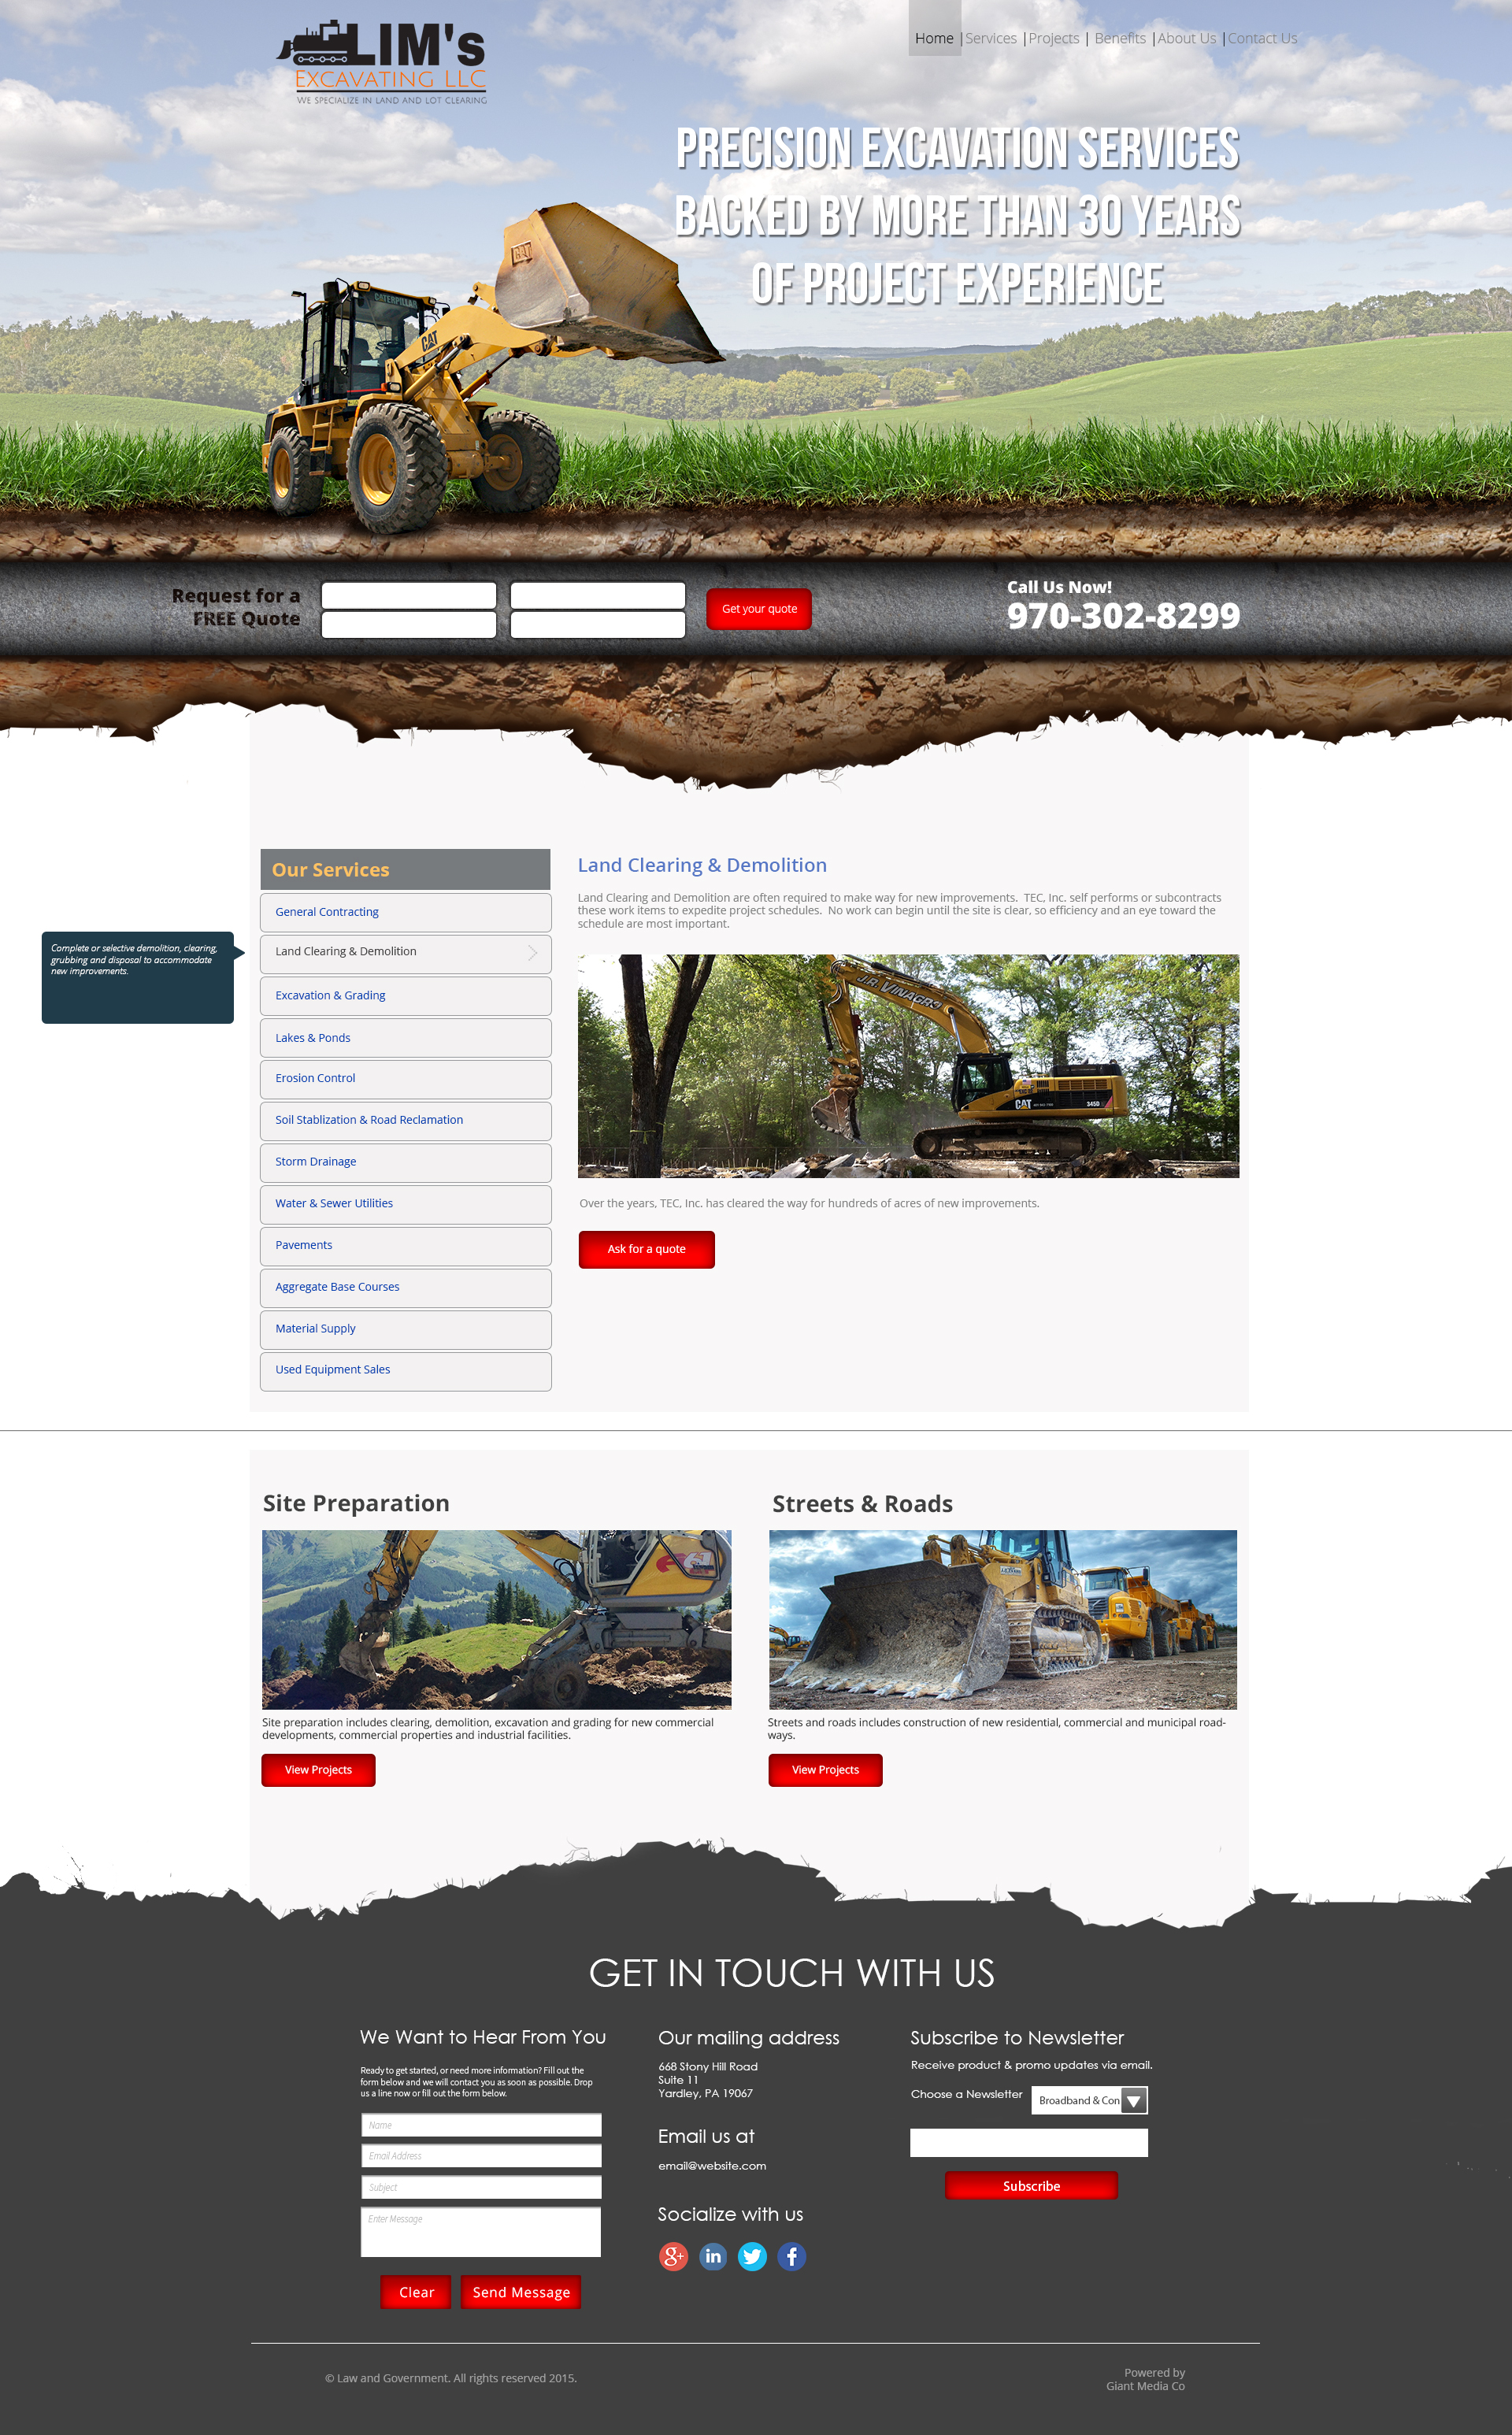 LIM's
EXCAVATING LLC
WE SPECIALIZE IN LAND AND LOT CLEARING
Home | Services | Projects | Benefits | About Us | Contact Us
PRECISION EXCAVATION SERVICES
BACKED BY MORE THAN 30 YEARS
OF PROJECT EXPERIENCE
CAT
CATERPILLAR
CAT
Request for a
FREE Quote
Get your quote
Call Us Now!
970-302-8299
Our Services
General Contracting
Land Clearing & Demolition
Excavation & Grading
Lakes & Ponds
Erosion Control
Soil Stablization & Road Reclamation
Storm Drainage
Water & Sewer Utilities
Pavements
Aggregate Base Courses
Material Supply
Used Equipment Sales
Complete or selective demolition, clearing,
grubbing and disposal to accommodate
new improvements.
Land Clearing & Demolition
Land Clearing and Demolition are often required to make way for new improvements. TEC, Inc. self performs or subcontracts
these work items to expedite project schedules. No work can begin until the site is clear, so efficiency and an eye toward the
schedule are most important.
J.R. VINAGRO
CAT
345D
Over the years, TEC, Inc. has cleared the way for hundreds of acres of new improvements.
Ask for a quote
Site Preparation
Site preparation includes clearing, demolition, excavation and grading for new commercial
developments, commercial properties and industrial facilities.
View Projects
Streets & Roads
Streets and roads includes construction of new residential, commercial and municipal road-
ways.
View Projects
GET IN TOUCH WITH US
We Want to Hear From You
Ready to get started, or need more information? Fill out the
form below and we will contact you as soon as possible. Drop
us a line now or fill out the form below.
Name
Email Address
Subject
Enter Message
Clear
Send Message
Our mailing address
668 Stony Hill Road
Suite 11
Yardley, PA 19067
Email us at
email@website.com
Socialize with us
g+
in
f
Subscribe to Newsletter
Receive product & promo updates via email.
Choose a Newsletter
Broadband & Con
Subscribe
© Law and Government. All rights reserved 2015.
Powered by
Giant Media Co